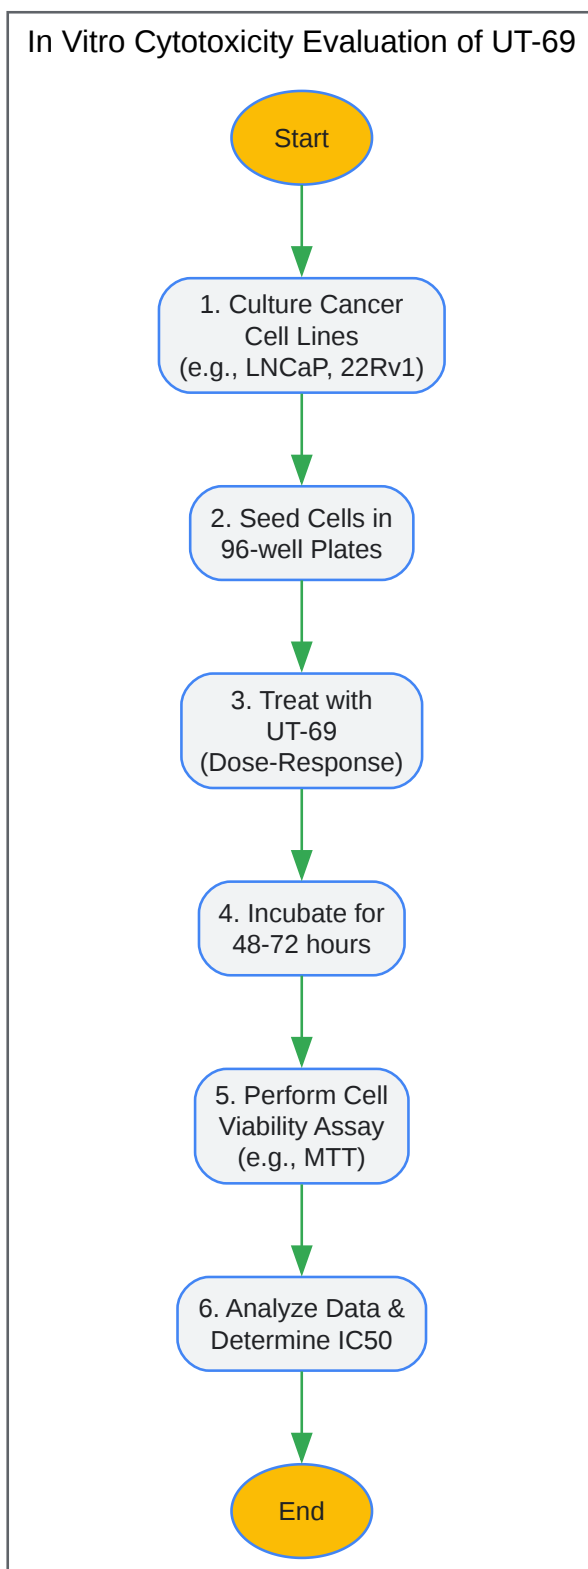 In Vitro Cytotoxicity Evaluation of UT-69
Start
1. Culture Cancer
Cell Lines
(e.g., LNCaP, 22Rv1)
2. Seed Cells in
96-well Plates
3. Treat with
UT-69
(Dose-Response)
4. Incubate for
48-72 hours
5. Perform Cell
Viability Assay
(e.g., MTT)
6. Analyze Data &
Determine IC50
End